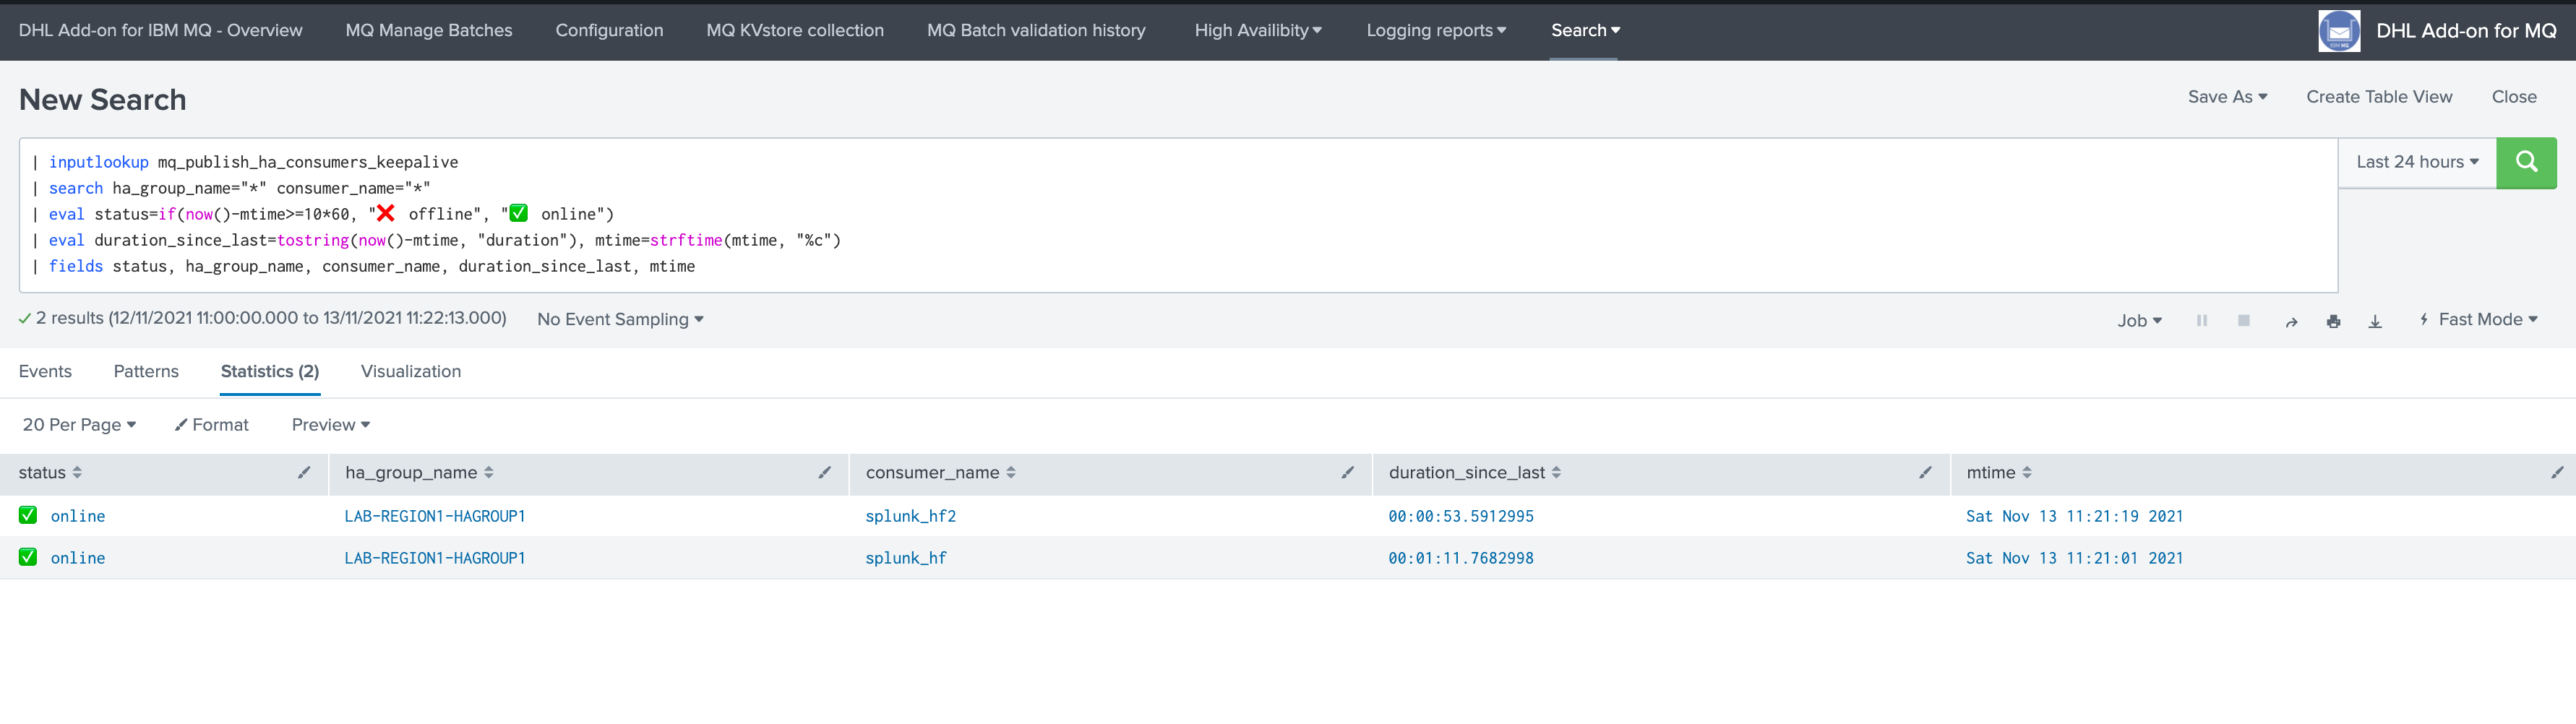 DHL Add-on for IBM MQ - Overview MQ Manage Batches Configuration MQ KVstore collection MQ Batch validation history High Availibity Logging reports Search DHL Add-on for MQ
New Search Save As Create Table View Close
| inputlookup mq_publish_ha_consumers_keepalive Last 24 hours
| search ha_group_name="*" consumer_name="*"
| eval status=if(now()-mtime>=10*60, "❌ offline", "✅ online")
| eval duration_since_last=tostring(now()-mtime, "duration"), mtime=strftime(mtime, "%c")
| fields status, ha_group_name, consumer_name, duration_since_last, mtime
✓ 2 results (12/11/2021 11:00:00.000 to 13/11/2021 11:22:13.000) No Event Sampling Job Fast Mode
Events Patterns Statistics (2) Visualization
20 Per Page Format Preview
status ha_group_name consumer_name duration_since_last mtime
✅ online LAB-REGION1-HAGROUP1 splunk_hf2 00:00:53.5912995 Sat Nov 13 11:21:19 2021
✅ online LAB-REGION1-HAGROUP1 splunk_hf 00:01:11.7682998 Sat Nov 13 11:21:01 2021